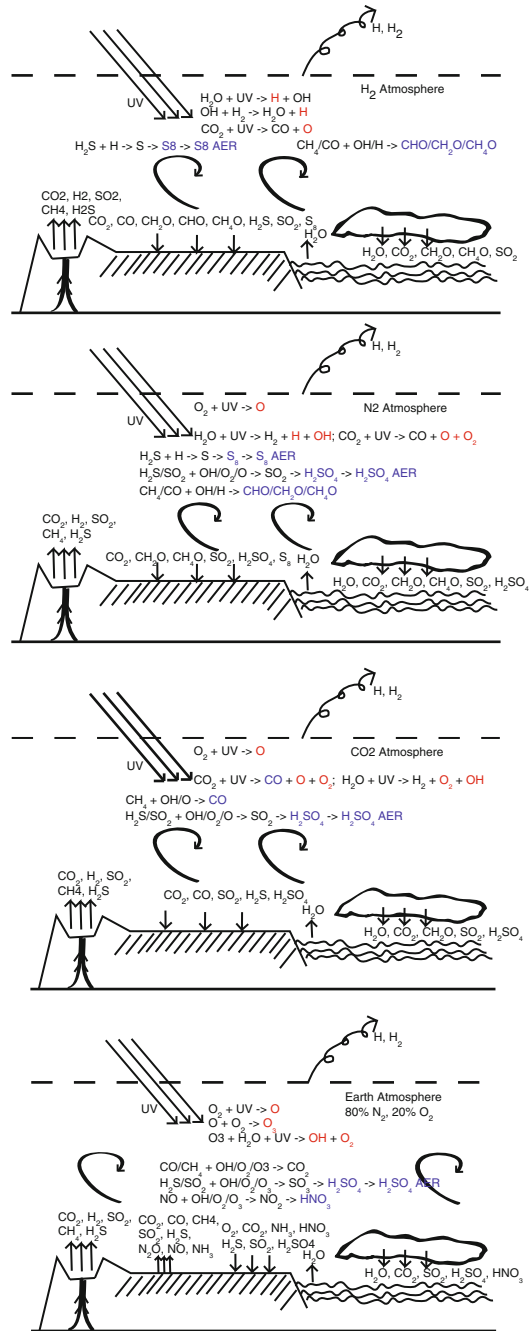 H, H₂
H₂ Atmosphere
UV
H₂O + UV -> H + OH
OH + H₂ -> H₂O + H
CO₂ + UV -> CO + O
H₂S + H -> S -> S8 -> S8 AER
CH₄/CO + OH/H -> CHO/CH₂O/CH₄O
CO2, H2, SO2,
CH4, H2S
CO₂, CO, CH₂O, CHO, CH₄O, H₂S, SO₂, S₈
H₂O
H₂O, CO₂, CH₂O, CH₄O, SO₂
H, H₂
O₂ + UV -> O
N2 Atmosphere
UV
H₂O + UV -> H₂ + H + OH; CO₂ + UV -> CO + O + O₂
H₂S + H -> S -> S₈ -> S₈ AER
H₂S/SO₂ + OH/O₂/O -> SO₂ -> H₂SO₄ -> H₂SO₄ AER
CH₄/CO + OH/H -> CHO/CH₂O/CH₄O
CO₂, H₂, SO₂,
CH₄, H₂S
CO₂, CH₂O, CH₄O, SO₂, H₂SO₄, S₈
H₂O
H₂O, CO₂, CH₂O, CH₄O, SO₂, H₂SO₄
H, H₂
O₂ + UV -> O
CO2 Atmosphere
UV
CO₂ + UV -> CO + O + O₂; H₂O + UV -> H₂ + O₂ + OH
CH₄ + OH/O -> CO
H₂S/SO₂ + OH/O₂/O -> SO₂ -> H₂SO₄ -> H₂SO₄ AER
CO₂, H₂, SO₂,
CH4, H₂S
CO₂, CO, SO₂, H₂S, H₂SO₄
H₂O
H₂O, CO₂, CH₂O, SO₂, H₂SO₄
H, H₂
Earth Atmosphere
80% N₂, 20% O₂
UV
O₂ + UV -> O
O + O₂ -> O₃
O3 + H₂O + UV -> OH + O₂
CO/CH₄ + OH/O₂/O3 -> CO₂
H₂S/SO₂ + OH/O₂/O₃ -> SO₃ -> H₂SO₄ -> H₂SO₄ AER
NO + OH/O₂/O₃ -> NO₂ -> HNO₃
CO₂, H₂, SO₂,
CH₄, H₂S
CO₂, CO, CH4,
SO₂, H₂S,
N₂O, NO, NH₃
O₂, CO₂, NH₃, HNO₃
H₂S, SO₂, H₂SO4
H₂O
H₂O, CO₂, SO₂, H₂SO₄, HNO₃